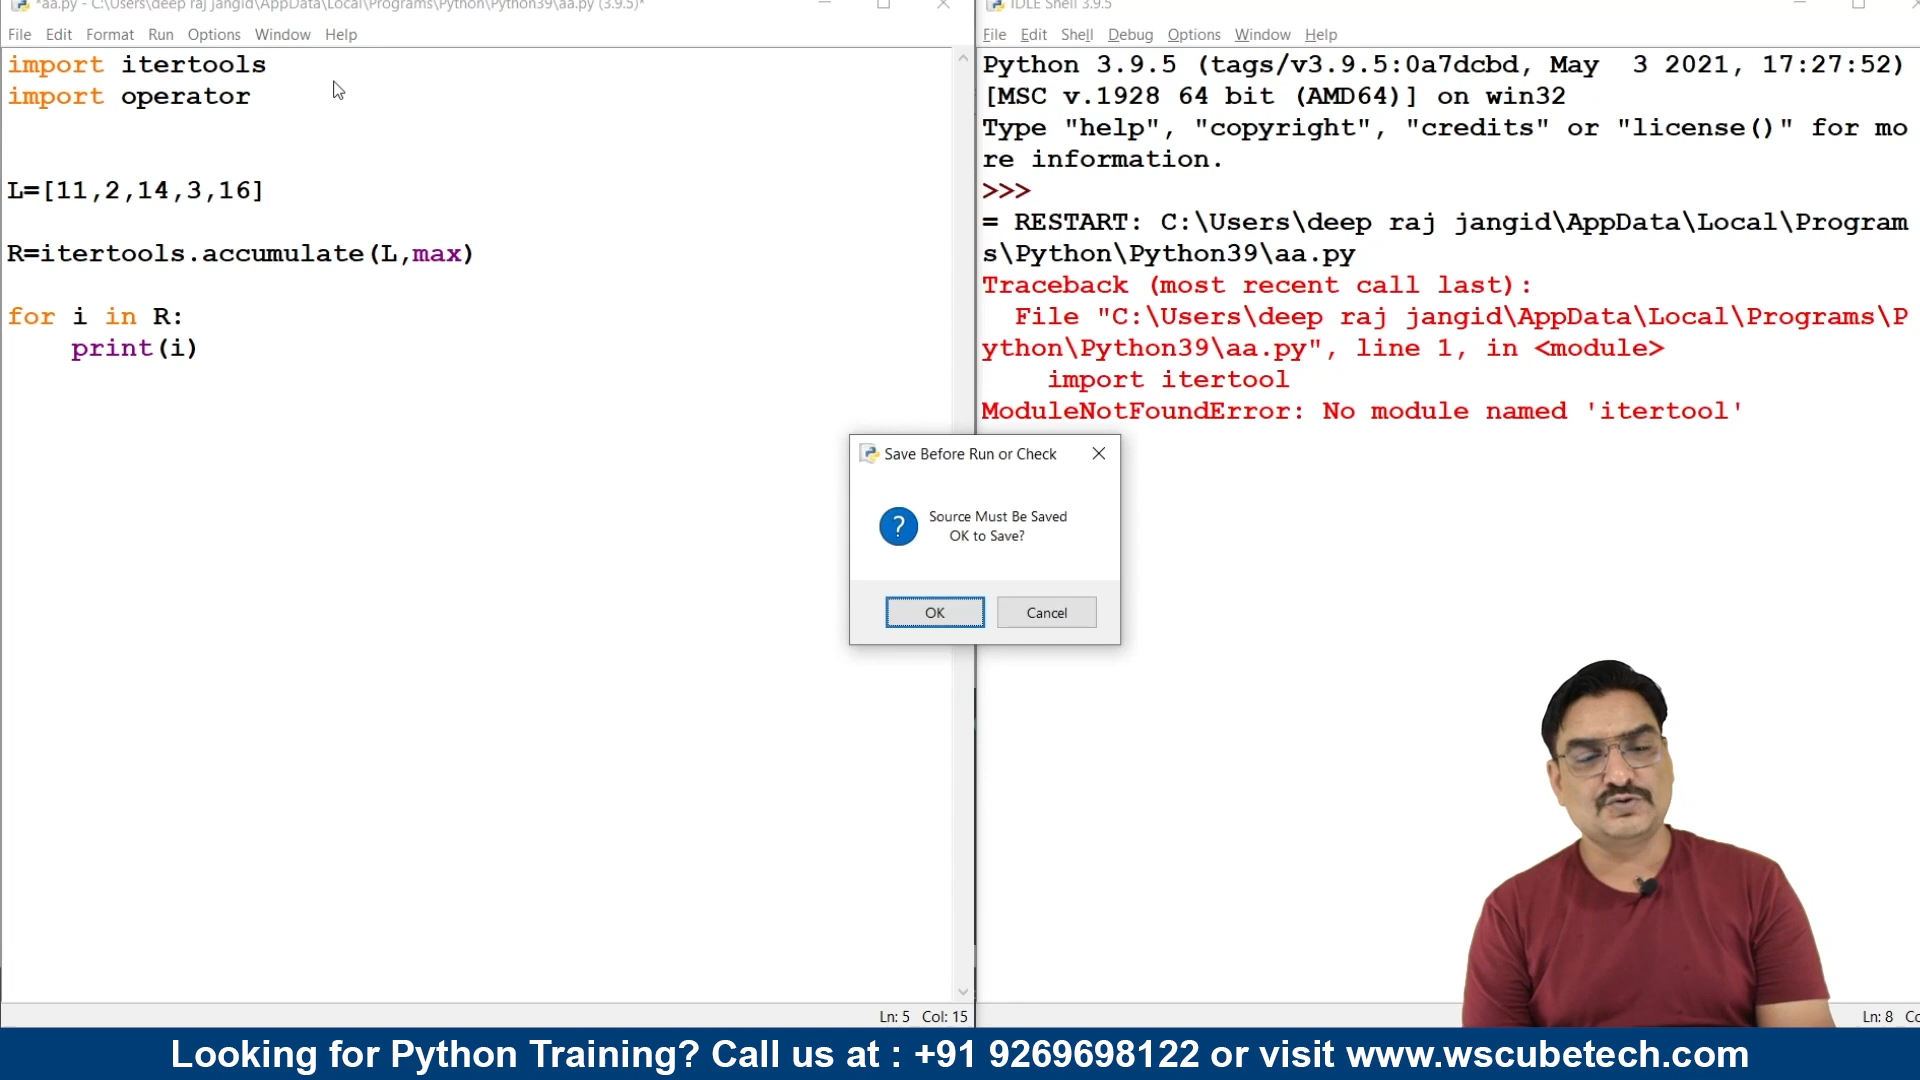 *aa.py - C:\Users\deep raj jangid\AppData\Local\Programs\Python\Python39\aa.py (3.9.5)*
File Edit Format Run Options Window Help
import itertools
import operator
L=[11,2,14,3,16]
R=itertools.accumulate(L,max)
for i in R:
    print(i)
Ln: 5 Col: 15
IDLE Shell 3.9.5
File Edit Shell Debug Options Window Help
Python 3.9.5 (tags/v3.9.5:0a7dcbd, May  3 2021, 17:27:52)
[MSC v.1928 64 bit (AMD64)] on win32
Type "help", "copyright", "credits" or "license()" for mo
re information.
>>>
= RESTART: C:\Users\deep raj jangid\AppData\Local\Program
s\Python\Python39\aa.py
Traceback (most recent call last):
  File "C:\Users\deep raj jangid\AppData\Local\Programs\P
ython\Python39\aa.py", line 1, in <module>
    import itertool
ModuleNotFoundError: No module named 'itertool'
Save Before Run or Check
?
Source Must Be Saved
OK to Save?
OK Cancel
Ln: 8 Co
Looking for Python Training? Call us at : +91 9269698122 or visit www.wscubetech.com